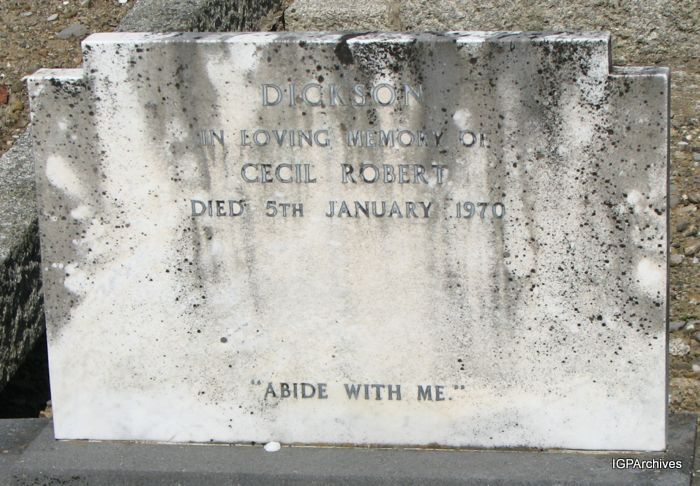 DICKSON
IN LOVING MEMORY OF
CECIL ROBERT
DIED 5TH JANUARY 1970
"ABIDE WITH ME."
IGPArchives